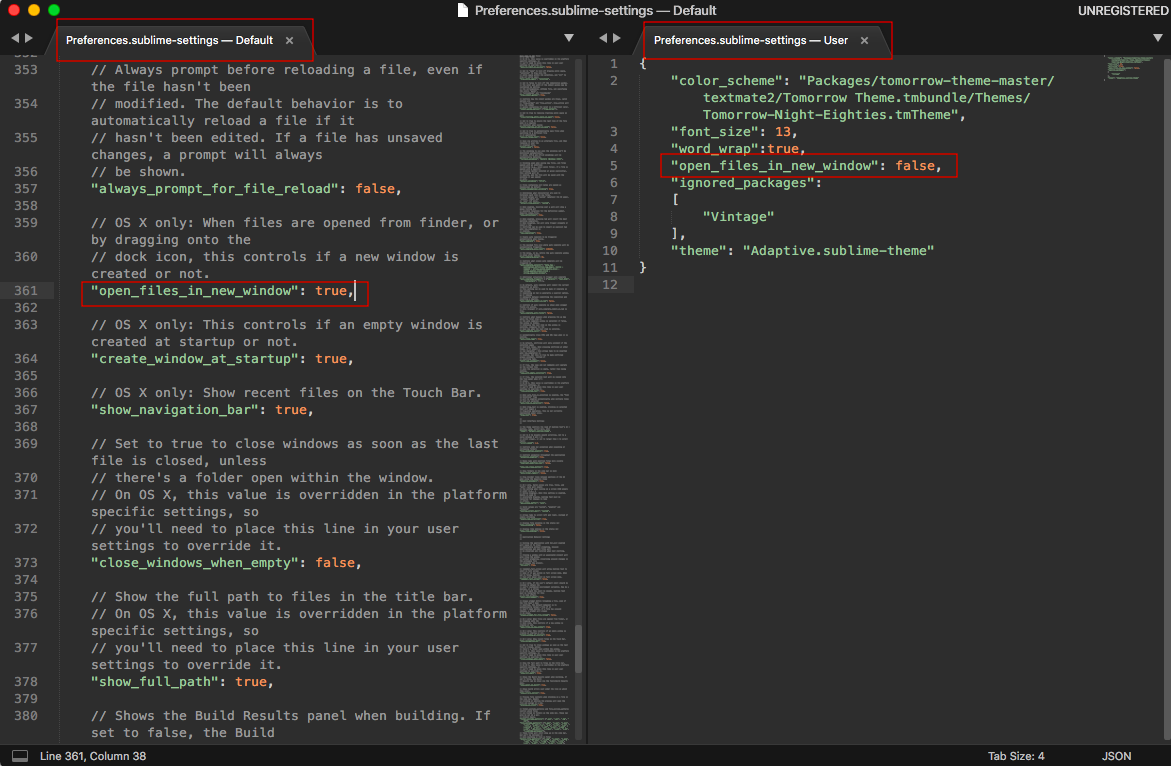 Preferences.sublime-settings — Default
UNREGISTERED
Preferences.sublime-settings — Default ×
353 // Always prompt before reloading a file, even if
the file hasn't been
354 // modified. The default behavior is to
automatically reload a file if it
355 // hasn't been edited. If a file has unsaved
changes, a prompt will always
356 // be shown.
357 "always_prompt_for_file_reload": false,
358
359 // OS X only: When files are opened from finder, or
by dragging onto the
360 // dock icon, this controls if a new window is
created or not.
361 "open_files_in_new_window": true,
362
363 // OS X only: This controls if an empty window is
created at startup or not.
364 "create_window_at_startup": true,
365
366 // OS X only: Show recent files on the Touch Bar.
367 "show_navigation_bar": true,
368
369 // Set to true to close windows as soon as the last
file is closed, unless
370 // there's a folder open within the window.
371 // On OS X, this value is overridden in the platform
specific settings, so
372 // you'll need to place this line in your user
settings to override it.
373 "close_windows_when_empty": false,
374
375 // Show the full path to files in the title bar.
376 // On OS X, this value is overridden in the platform
specific settings, so
377 // you'll need to place this line in your user
settings to override it.
378 "show_full_path": true,
379
380 // Shows the Build Results panel when building. If
set to false, the Build
Preferences.sublime-settings — User ×
1 {
2 "color_scheme": "Packages/tomorrow-theme-master/
textmate2/Tomorrow Theme.tmbundle/Themes/
Tomorrow-Night-Eighties.tmTheme",
3 "font_size": 13,
4 "word_wrap":true,
5 "open_files_in_new_window": false,
6 "ignored_packages":
7 [
8 "Vintage"
9 ],
10 "theme": "Adaptive.sublime-theme"
11 }
12
Line 361, Column 38
Tab Size: 4
JSON